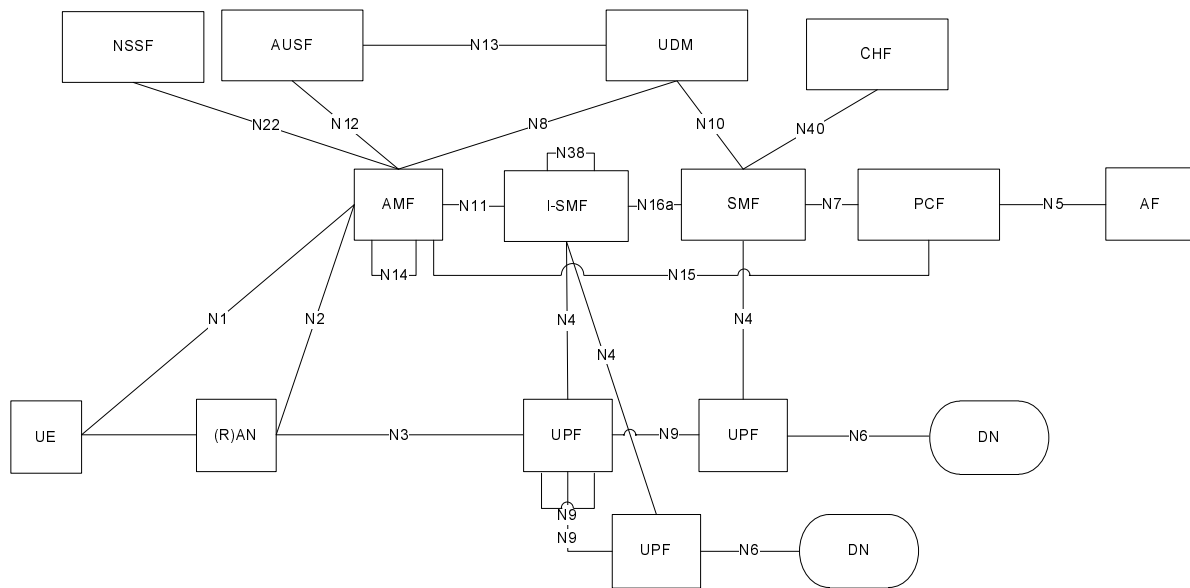 NSSF
AUSF
N13
UDM
CHF
N22
N12
N8
N10
N40
N38
AMF
N11
I-SMF
N16a
SMF
N7
PCF
N5
AF
N14
N15
N1
N2
N4
N4
N4
UE
(R)AN
N3
UPF
N9
UPF
N6
DN
N9
N9
UPF
N6
DN